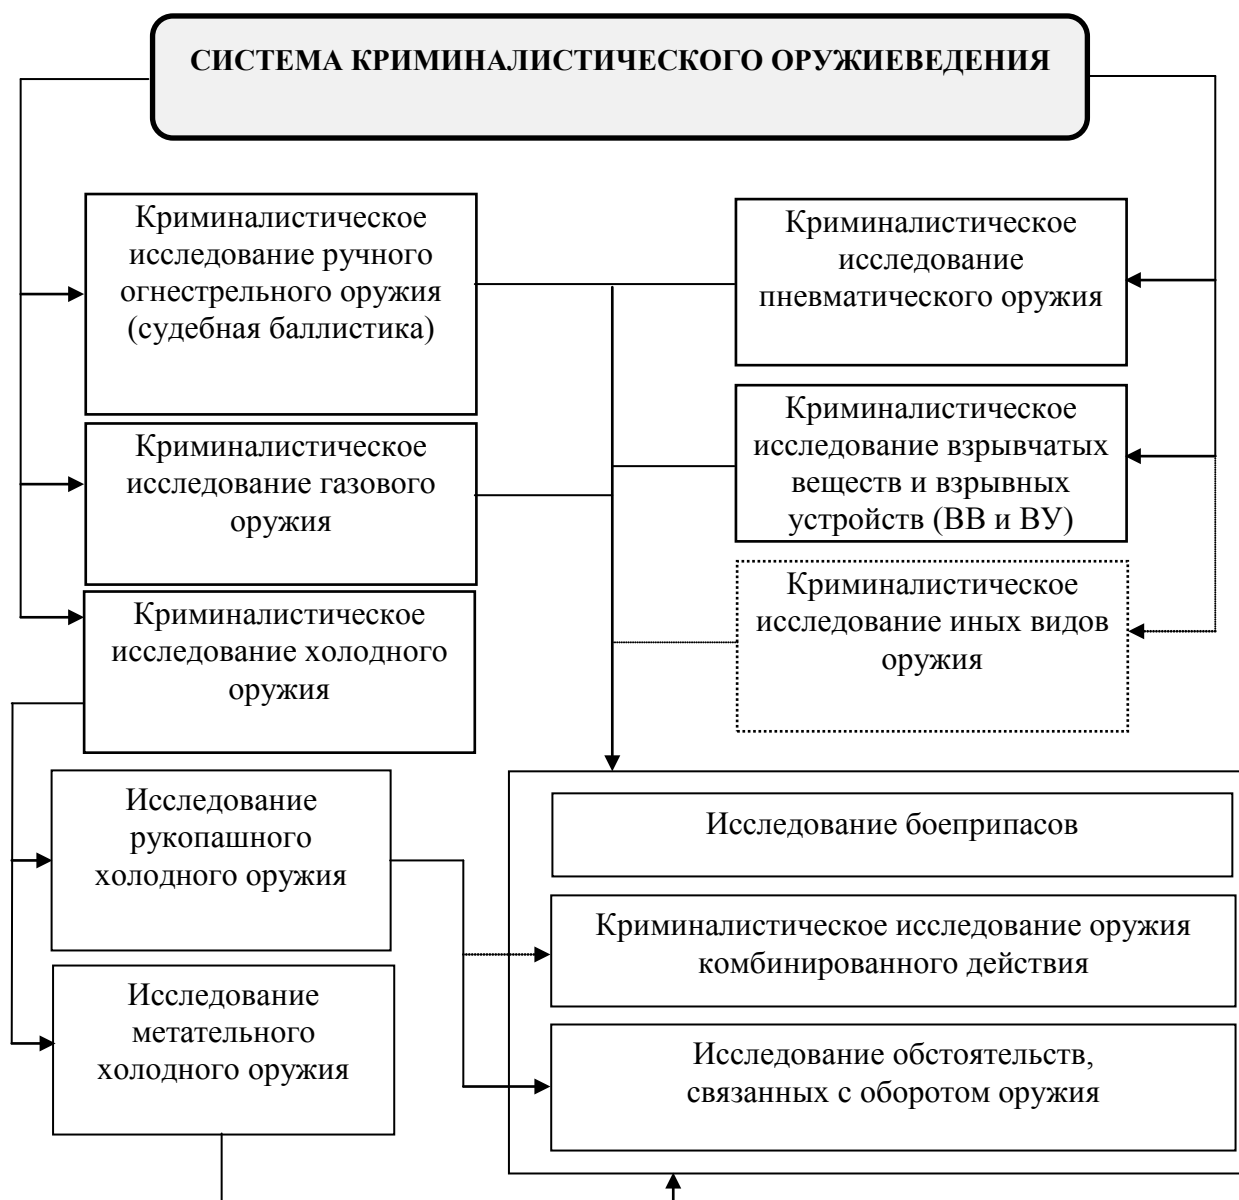 СИСТЕМА КРИМИНАЛИСТИЧЕСКОГО ОРУЖИЕВЕДЕНИЯ
Криминалистическое
исследование ручного
огнестрельного оружия
(судебная баллистика)
Криминалистическое
исследование газового
оружия
Криминалистическое
исследование холодного
оружия
Исследование
рукопашного
холодного оружия
Исследование
метательного
холодного оружия
Криминалистическое
исследование
пневматического оружия
Криминалистическое
исследование взрывчатых
веществ и взрывных
устройств (ВВ и ВУ)
Криминалистическое
исследование иных видов
оружия
Исследование боеприпасов
Криминалистическое исследование оружия
комбинированного действия
Исследование обстоятельств,
связанных с оборотом оружия